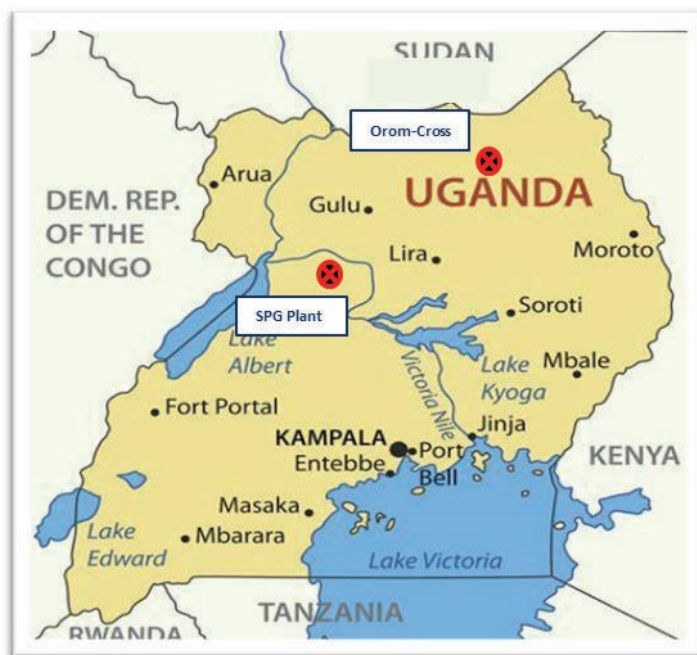 SUDAN
Orom-Cross
Arua
UGANDA
DEM. REP.
OF THE
CONGO
Gulu
Lira
Moroto
SPG Plant
Soroti
Lake
Albert
Victoria Nile
Lake
Kyoga
Mbale
Fort Portal
Jinja
KAMPALA
Port
Bell
Entebbe
KENYA
Masaka
Lake
Edward
Mbarara
Lake Victoria
TANZANIA
RWANDA